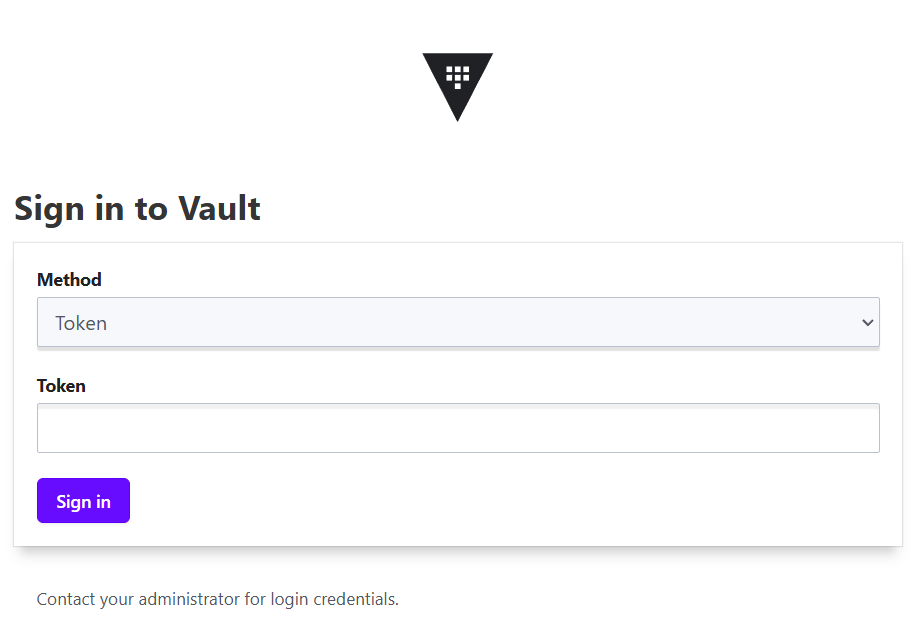 Sign in to Vault
Method
Token
Token
Sign in
Contact your administrator for login credentials.